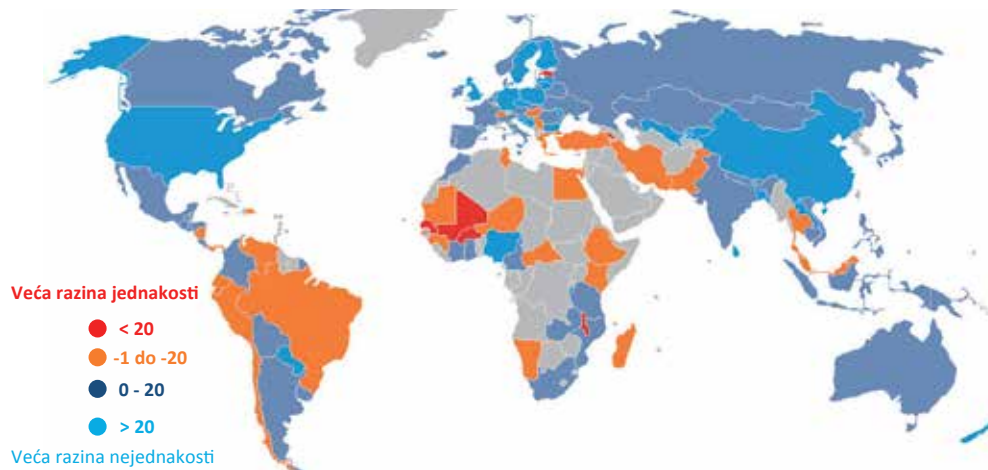 Veća razina jednakosti
< 20
-1 do -20
0 - 20
> 20
Veća razina nejednakosti